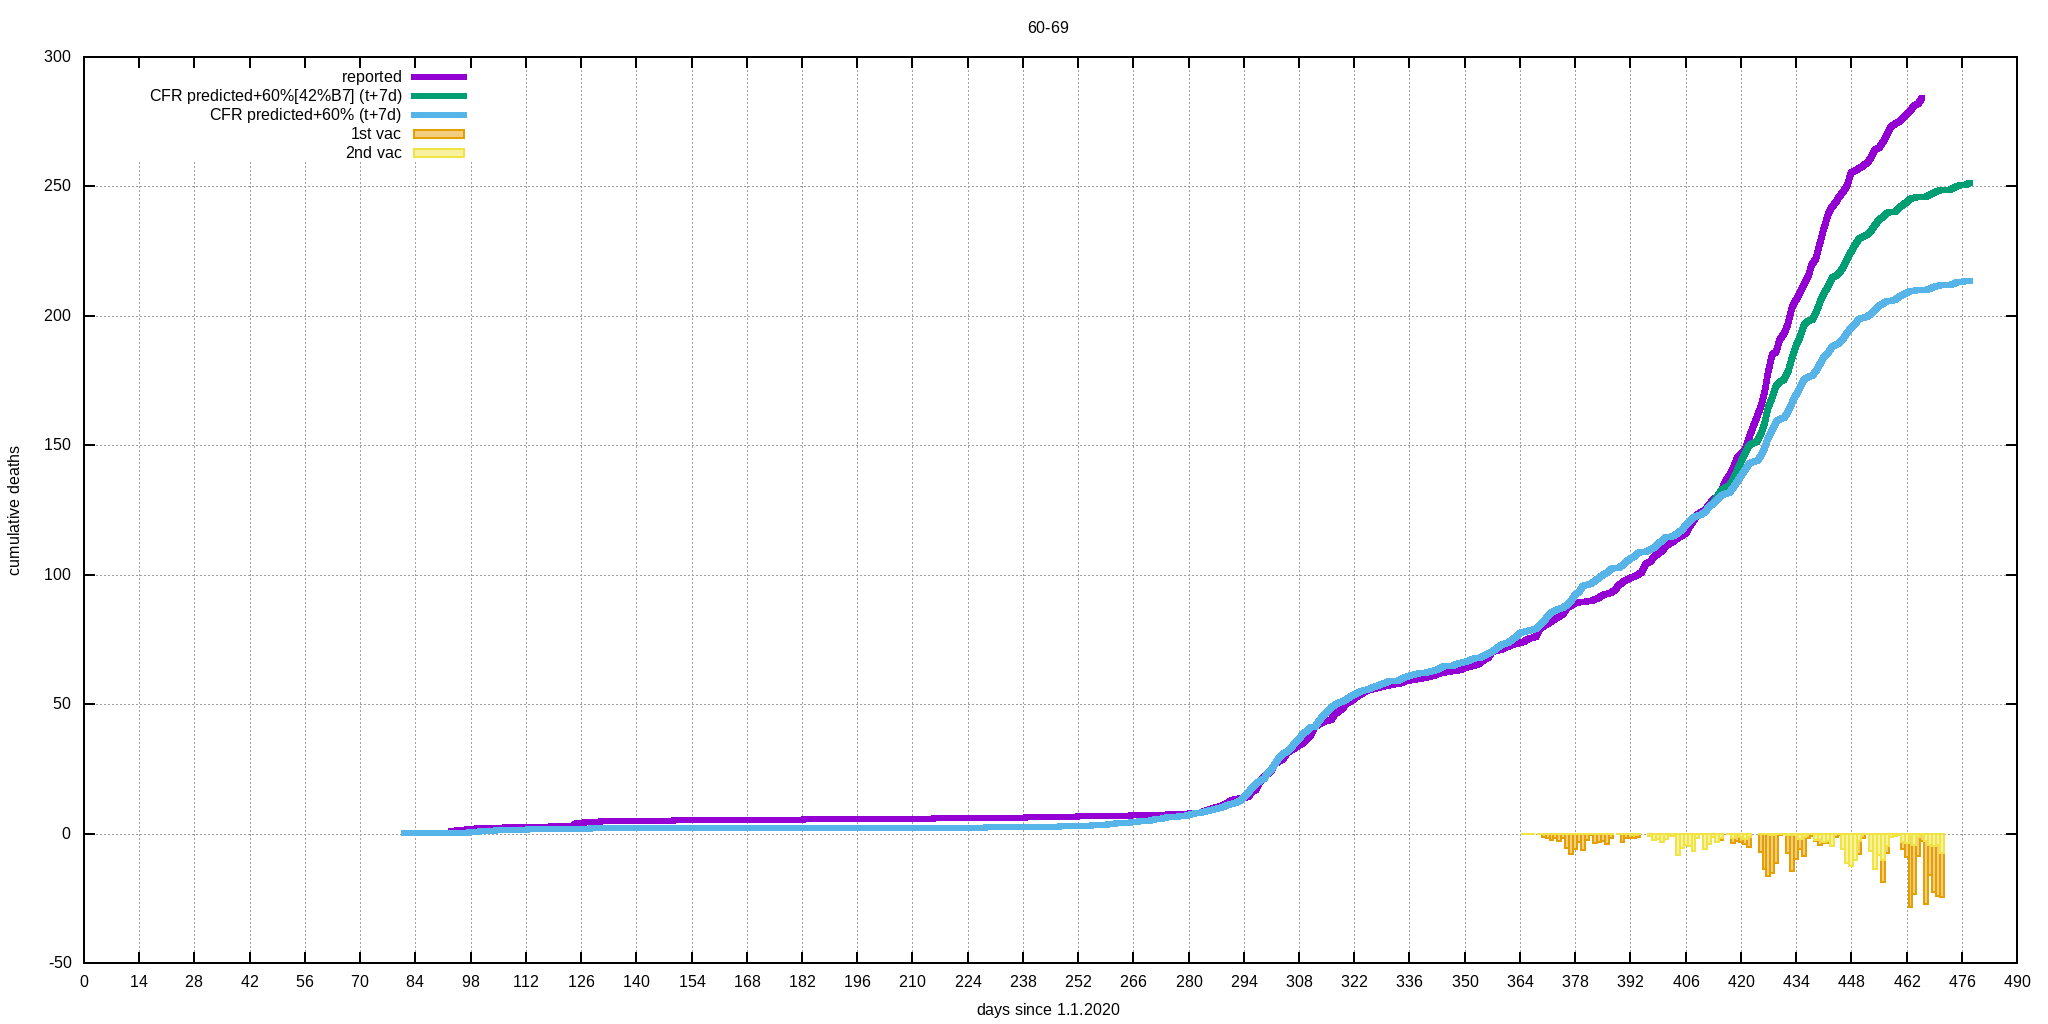 60-69
reported
CFR predicted+60%[42%B7] (t+7d)
CFR predicted+60% (t+7d)
1st vac
2nd vac
300
250
200
150
100
50
0
-50
cumulative deaths
0 14 28 42 56 70 84 98 112 126 140 154 168 182 196 210 224 238 252 266 280 294 308 322 336 350 364 378 392 406 420 434 448 462 476 490
days since 1.1.2020